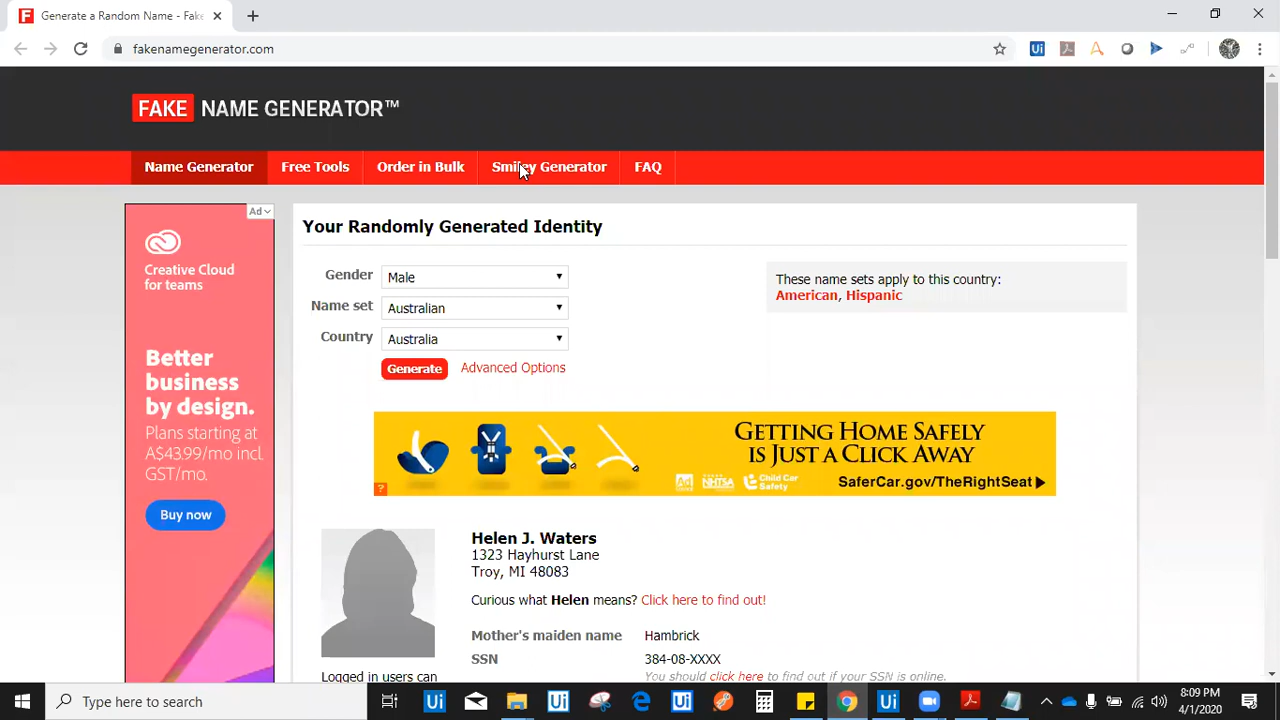 Generate a Random Name - Fake
fakenamegenerator.com
FAKE NAME GENERATOR™
Name Generator
Free Tools
Order in Bulk
Smiley Generator
FAQ
Ad
Creative Cloud
for teams
Better
business
by design.
Plans starting at
A$43.99/mo incl.
GST/mo.
Buy now
Your Randomly Generated Identity
Gender Male
Name set Australian
Country Australia
Generate Advanced Options
These name sets apply to this country:
American, Hispanic
GETTING HOME SAFELY
IS JUST A CLICK AWAY
Ad NHTSA Child Car Safety SaferCar.gov/TheRightSeat
?
Helen J. Waters
1323 Hayhurst Lane
Troy, MI 48083
Curious what Helen means? Click here to find out!
Mother's maiden name Hambrick
SSN 384-08-XXXX
You should click here to find out if your SSN is online.
Logged in users can
Type here to search
8:09 PM
4/1/2020